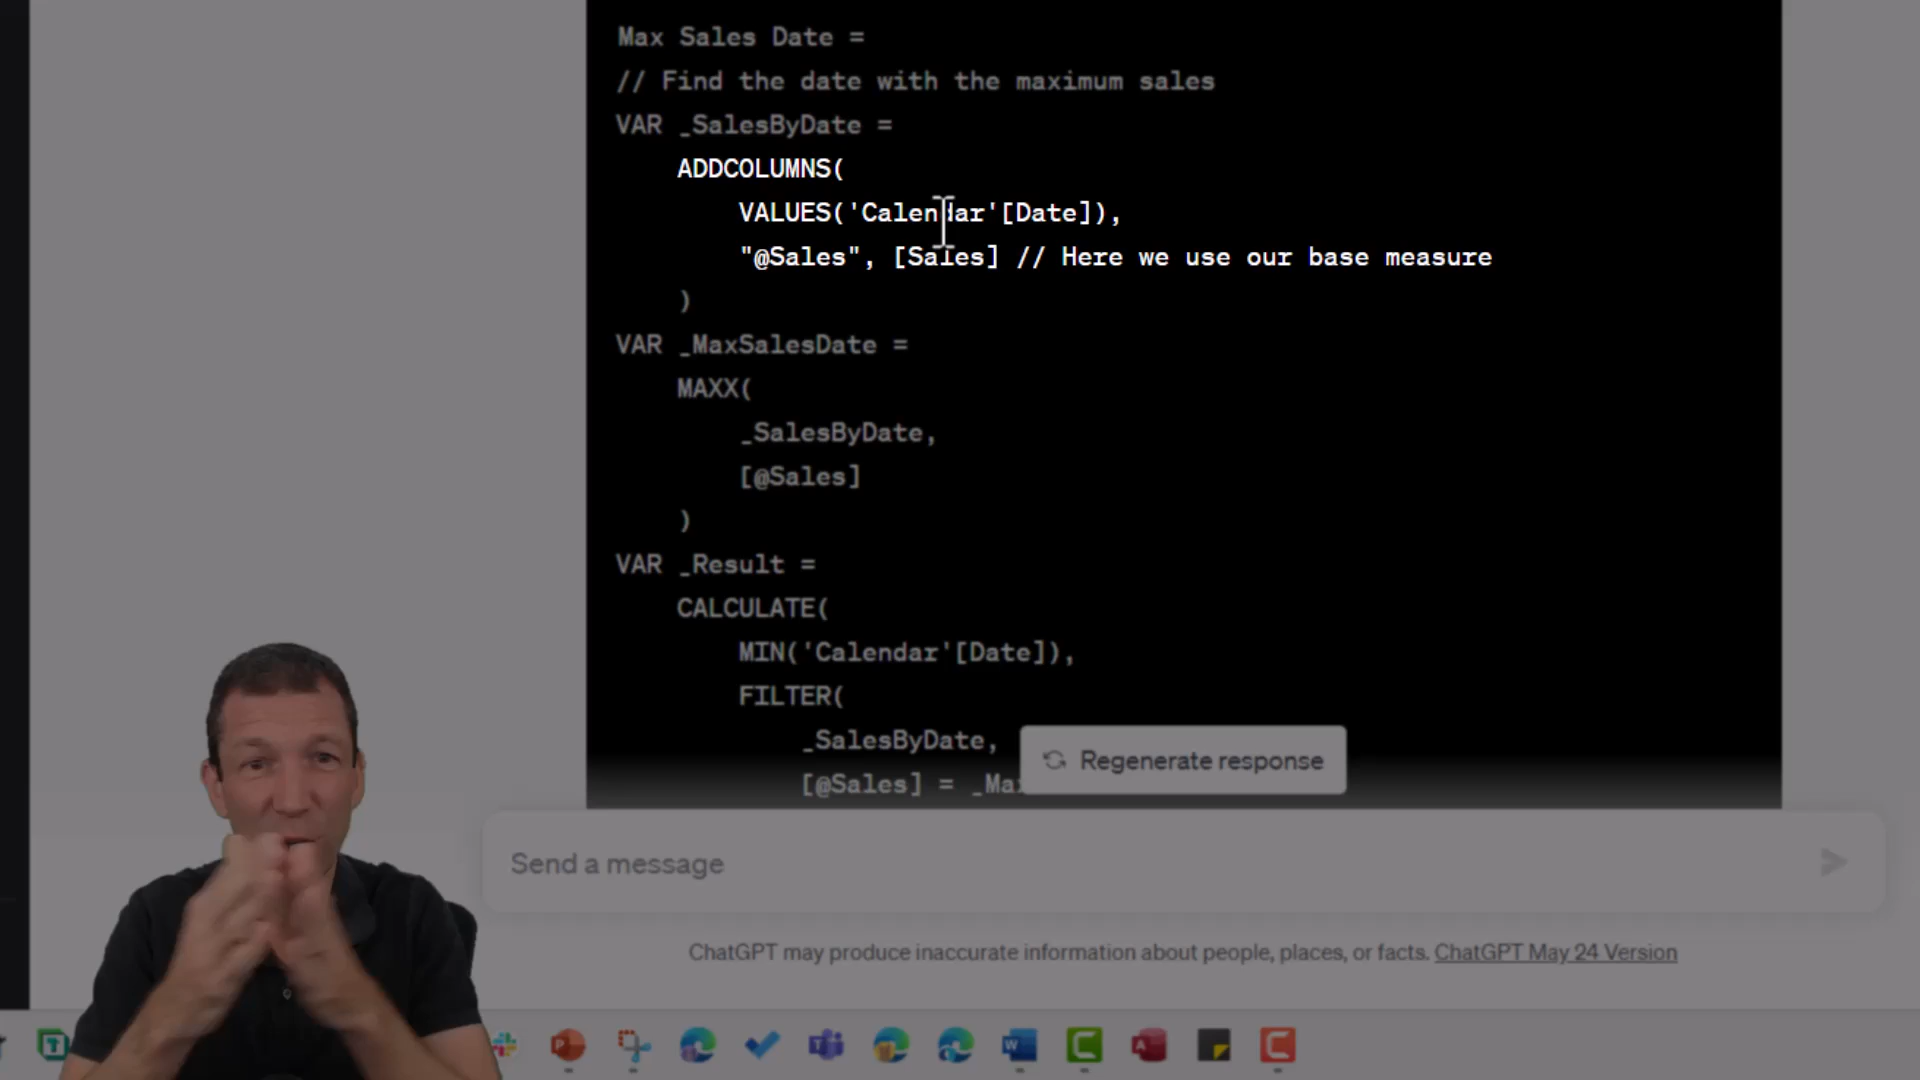 Max Sales Date =
// Find the date with the maximum sales
VAR _SalesByDate =
ADDCOLUMNS(
VALUES('Calendar'[Date]),
"@Sales", [Sales] // Here we use our base measure
)
VAR _MaxSalesDate =
MAXX(
_SalesByDate,
[@Sales]
)
VAR _Result =
CALCULATE(
MIN('Calendar'[Date]),
FILTER(
_SalesByDate,
[@Sales] = _Ma
Regenerate response
Send a message
ChatGPT may produce inaccurate information about people, places, or facts. ChatGPT May 24 Version